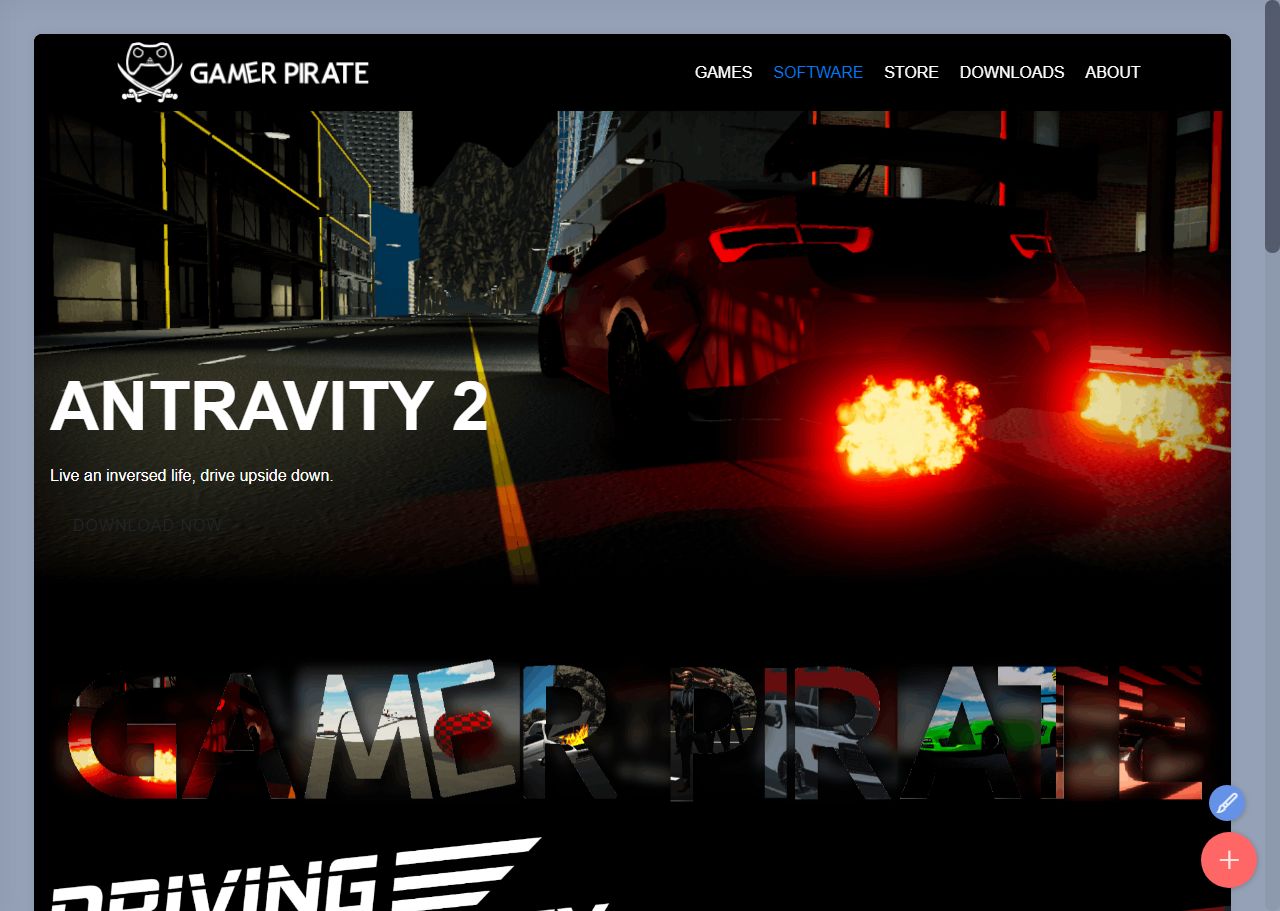 GAMER PIRATE
GAMES SOFTWARE STORE DOWNLOADS ABOUT
ANTRAVITY 2
Live an inversed life, drive upside down.
DOWNLOAD NOW
GAMER PIRATE
DRIVING